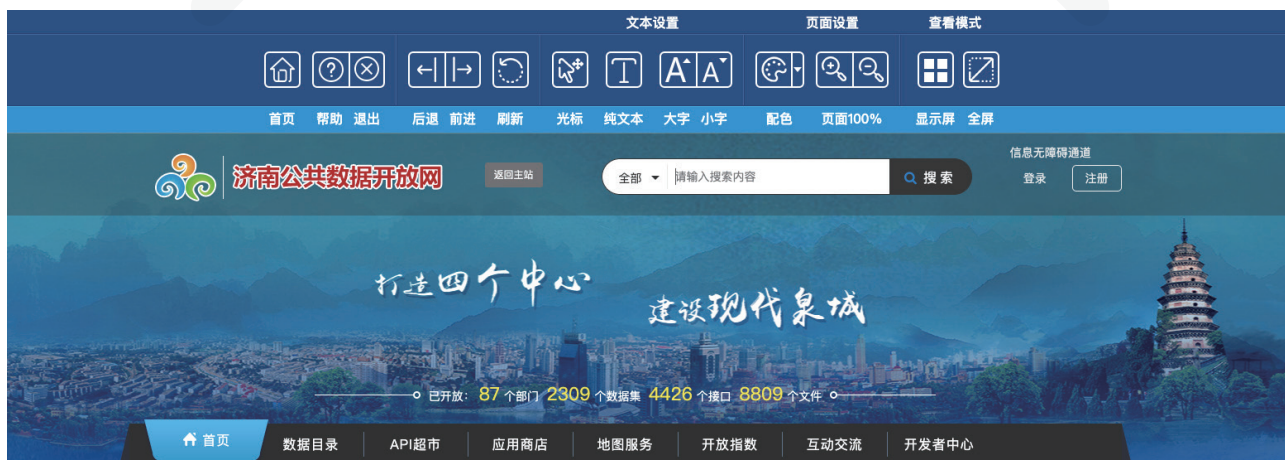 文本设置 页面设置 查看模式
首页 帮助 退出 后退 前进 刷新 光标 纯文本 大字 小字 配色 页面100% 显示屏 全屏
信息无障碍通道
济南公共数据开放网 返回主站 全部 请输入搜索内容 搜索 登录 注册
打造四个中心
建设现代泉城
已开放: 87 个部门 2309 个数据集 4426 个接口 8809 个文件
首页 数据目录 API超市 应用商店 地图服务 开放指数 互动交流 开发者中心